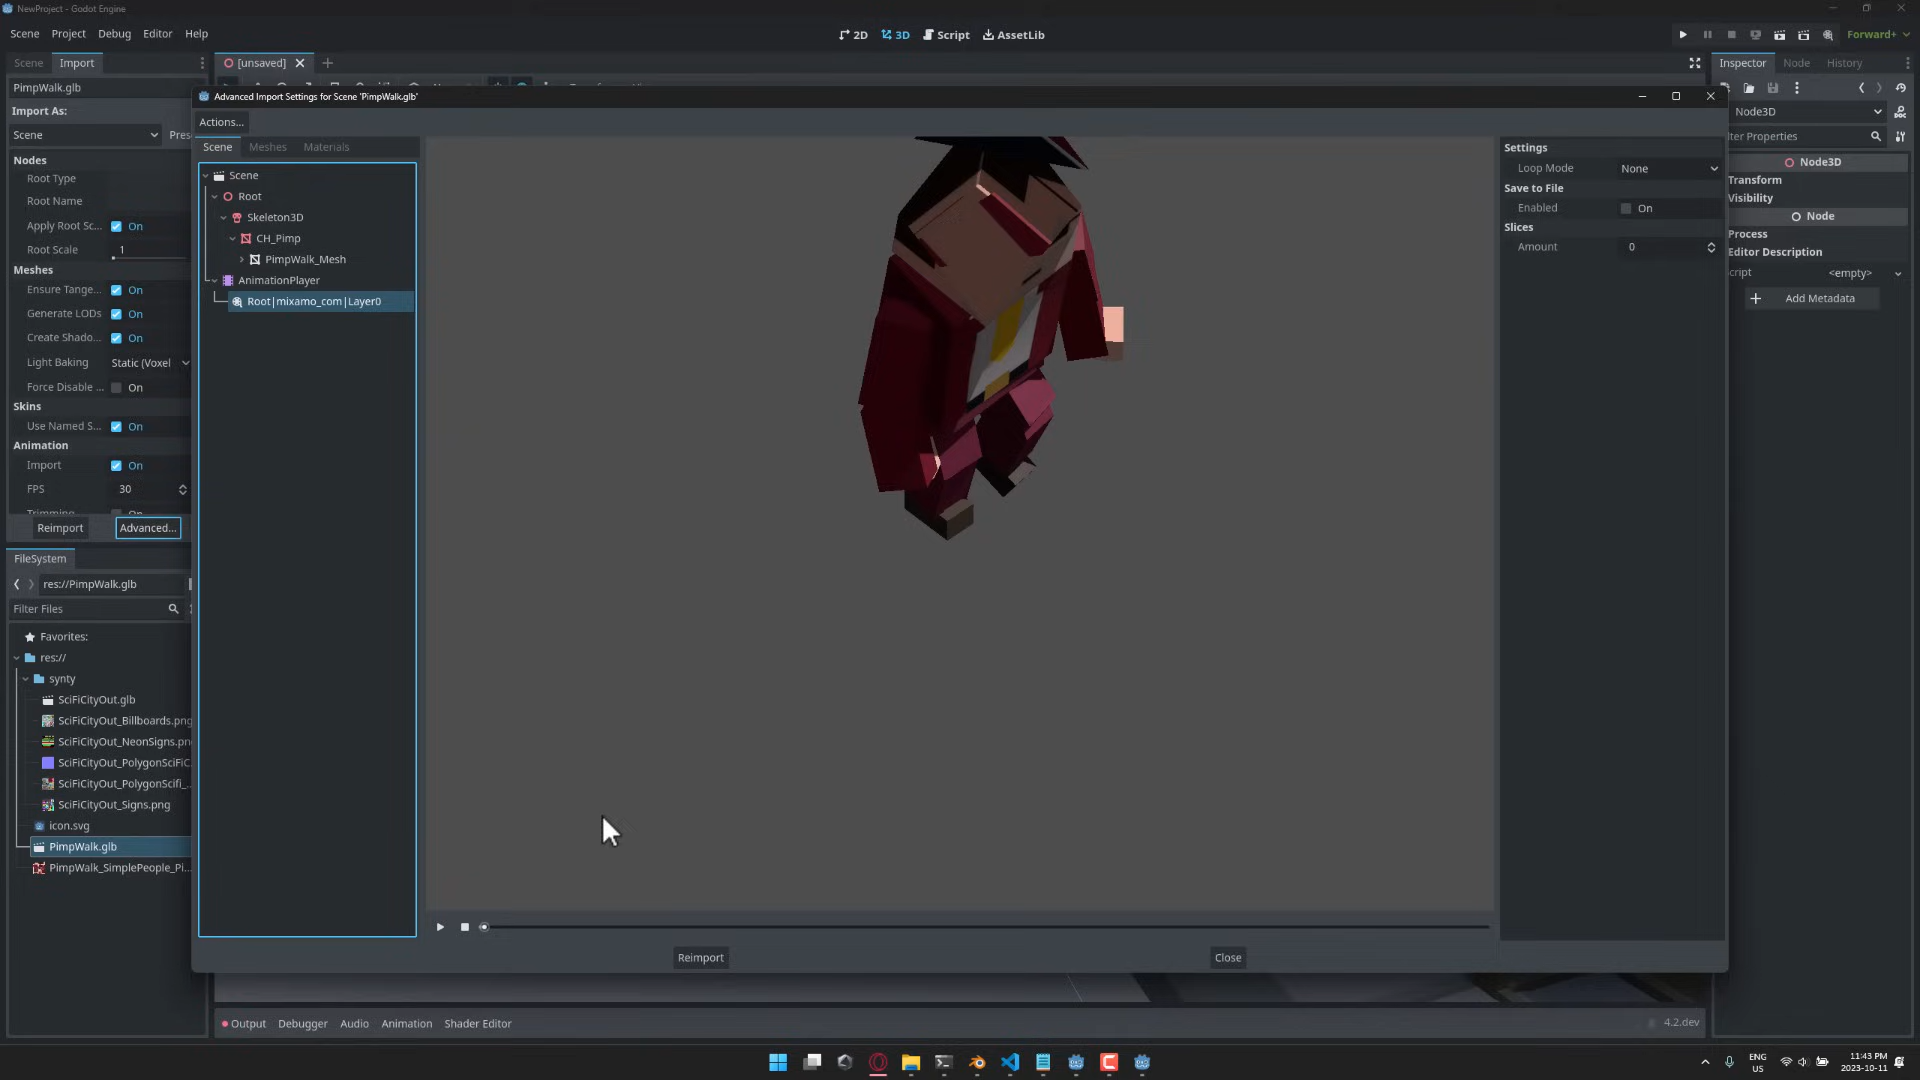 NewProject - Godot Engine
Scene Project Debug Editor Help
2D 3D Script AssetLib
Forward+
Scene Import
[unsaved]
Inspector Node History
PimpWalk.glb
Import As:
Scene
Nodes
Root Type
Root Name
Apply Root Sc... On
Root Scale 1
Meshes
Ensure Tange... On
Generate LODs On
Create Shado... On
Light Baking Static (Voxel
Force Disable ... On
Skins
Use Named S... On
Animation
Import On
FPS 30
Reimport Advanced...
FileSystem
res://PimpWalk.glb
Filter Files
Favorites:
res://
synty
SciFiCityOut.glb
SciFiCityOut_Billboards.png
SciFiCityOut_NeonSigns.pn
SciFiCityOut_PolygonSciFiC
SciFiCityOut_PolygonScifi_...
SciFiCityOut_Signs.png
icon.svg
PimpWalk.glb
PimpWalk_SimplePeople_Pi...
Advanced Import Settings for Scene 'PimpWalk.glb'
Actions...
Scene Meshes Materials
Scene
Root
Skeleton3D
CH_Pimp
PimpWalk_Mesh
AnimationPlayer
Root|mixamo_com|Layer0
Settings
Loop Mode None
Save to File
Enabled On
Slices
Amount 0
Reimport Close
Node3D
ter Properties
Node3D
Transform
Visibility
Node
Process
Editor Description
cript <empty>
Add Metadata
Output Debugger Audio Animation Shader Editor
4.2.dev
ENG
US
11:43 PM
2023-10-11